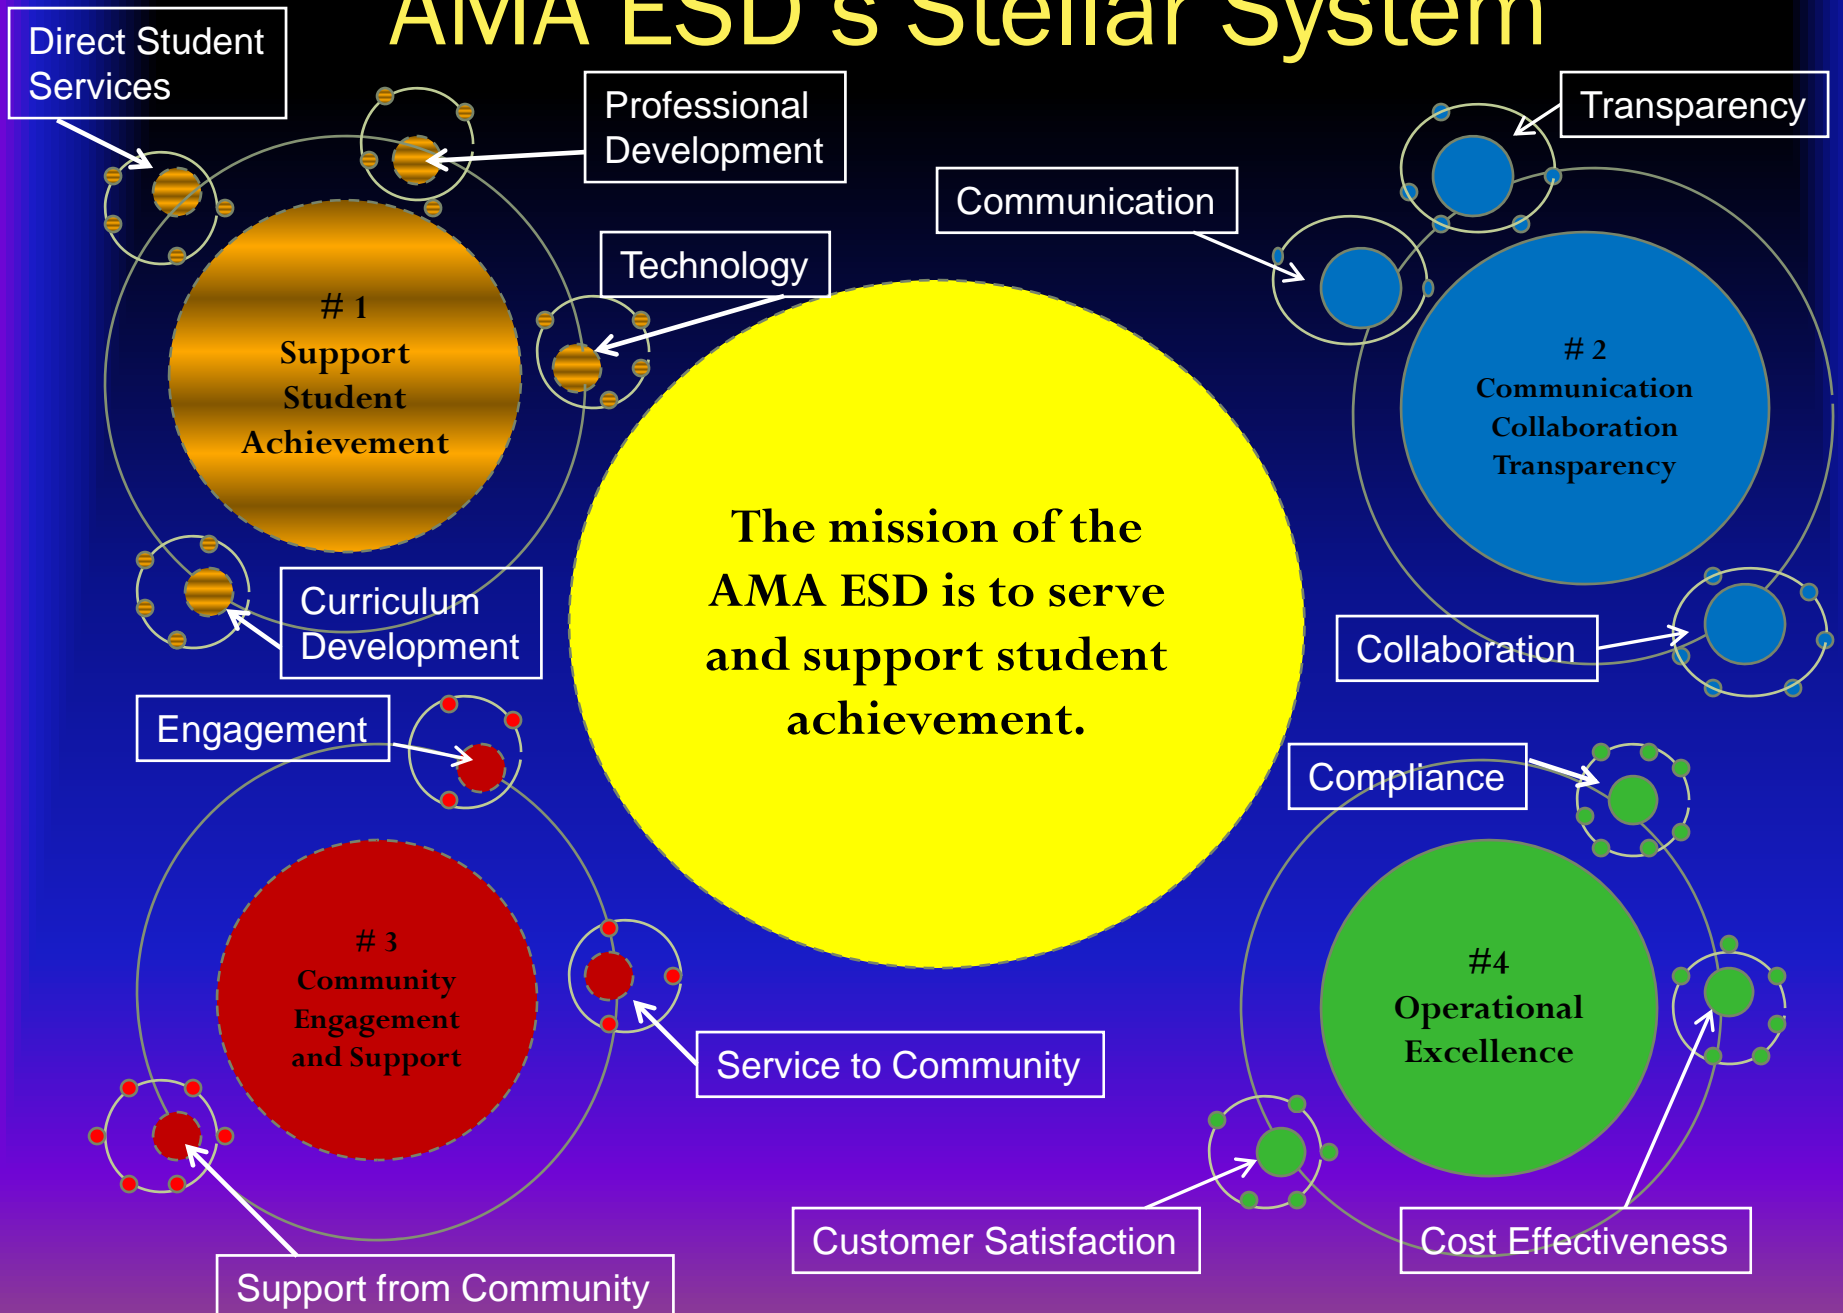 AMA ESD's Stellar System
Direct Student
Services
Professional
Development
Technology
# 1
Support
Student
Achievement
Curriculum
Development
Transparency
Communication
# 2
Communication
Collaboration
Transparency
Collaboration
The mission of the
AMA ESD is to serve
and support student
achievement.
Engagement
# 3
Community
Engagement
and Support
Service to Community
Support from Community
Compliance
#4
Operational
Excellence
Customer Satisfaction
Cost Effectiveness